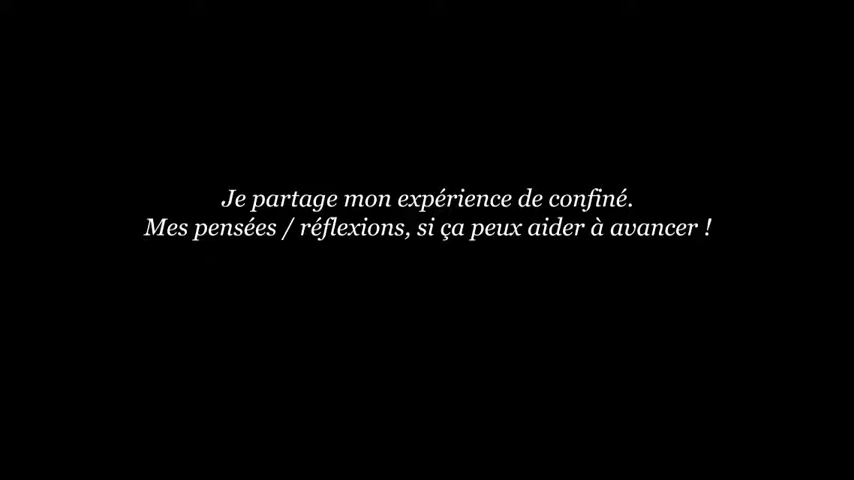 Je partage mon expérience de confiné.
Mes pensées / réflexions, si ça peux aider à avancer !